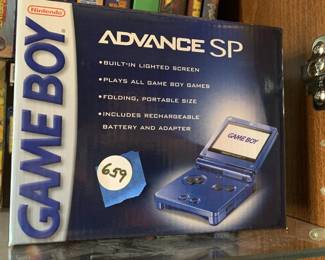 Nintendo
GAME BOY
ADVANCE SP
•BUILT-IN LIGHTED SCREEN
•PLAYS ALL GAME BOY GAMES
•FOLDING, PORTABLE SIZE
•INCLUDES RECHARGEABLE
BATTERY AND ADAPTER
GAME BOY
659